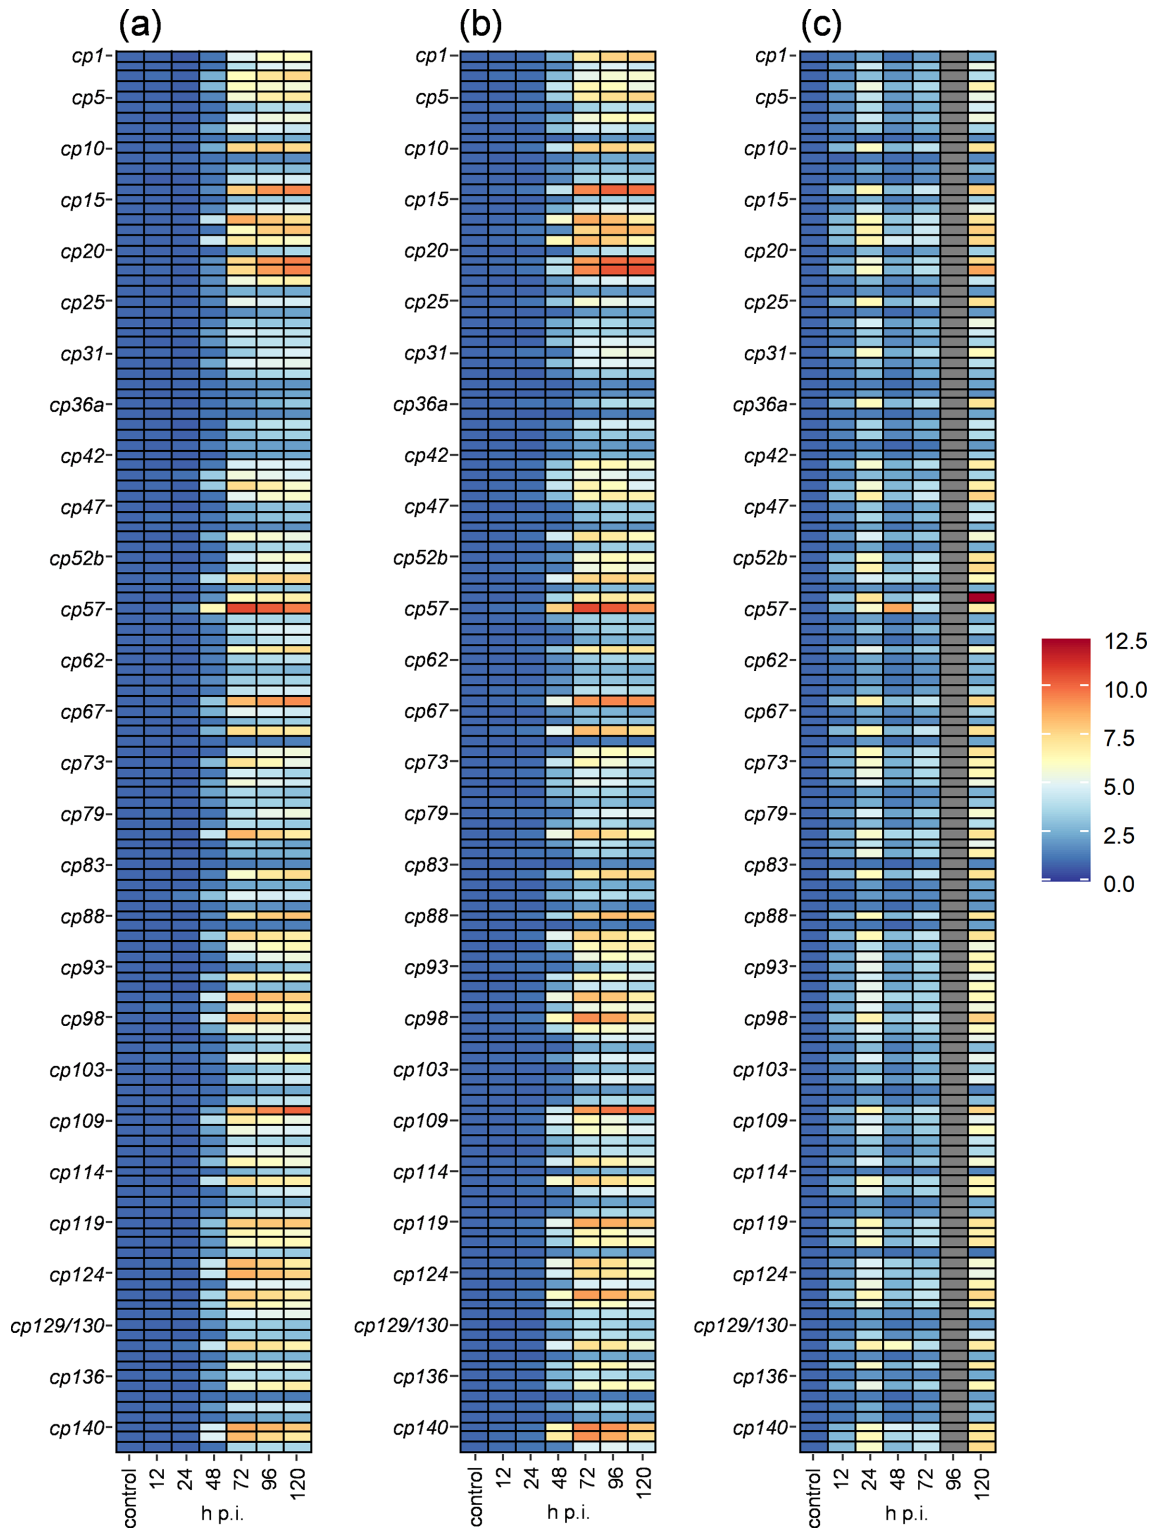 (a)
cp1
cp5
cp10
cp15
cp20
cp25
cp31
cp36a
cp42
cp47
cp52b
cp57
cp62
cp67
cp73
cp79
cp83
cp88
cp93
cp98
cp103
cp109
cp114
cp119
cp124
cp129/130
cp136
cp140
control 12 24 48 72 96 120
h p.i.
(b)
cp1
cp5
cp10
cp15
cp20
cp25
cp31
cp36a
cp42
cp47
cp52b
cp57
cp62
cp67
cp73
cp79
cp83
cp88
cp93
cp98
cp103
cp109
cp114
cp119
cp124
cp129/130
cp136
cp140
control 12 24 48 72 96 120
h p.i.
(c)
cp1
cp5
cp10
cp15
cp20
cp25
cp31
cp36a
cp42
cp47
cp52b
cp57
cp62
cp67
cp73
cp79
cp83
cp88
cp93
cp98
cp103
cp109
cp114
cp119
cp124
cp129/130
cp136
cp140
control 12 24 48 72 96 120
h p.i.
12.5
10.0
7.5
5.0
2.5
0.0